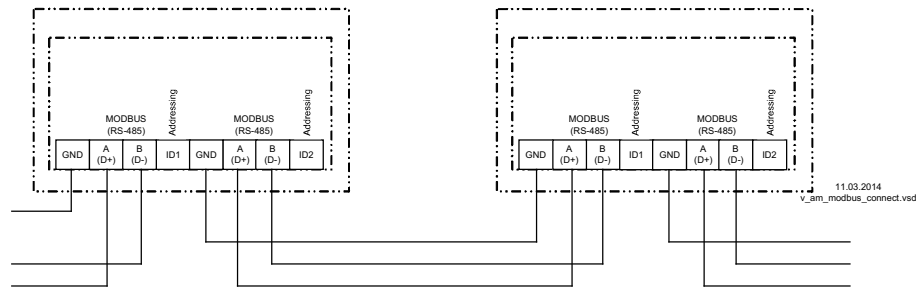 MODBUS
(RS-485)
Addressing
MODBUS
(RS-485)
Addressing
GND
A
(D+)
B
(D-)
ID1
GND
A
(D+)
B
(D-)
ID2
MODBUS
(RS-485)
Addressing
MODBUS
(RS-485)
Addressing
GND
A
(D+)
B
(D-)
ID1
GND
A
(D+)
B
(D-)
ID2
11.03.2014
v_am_modbus_connect.vsd